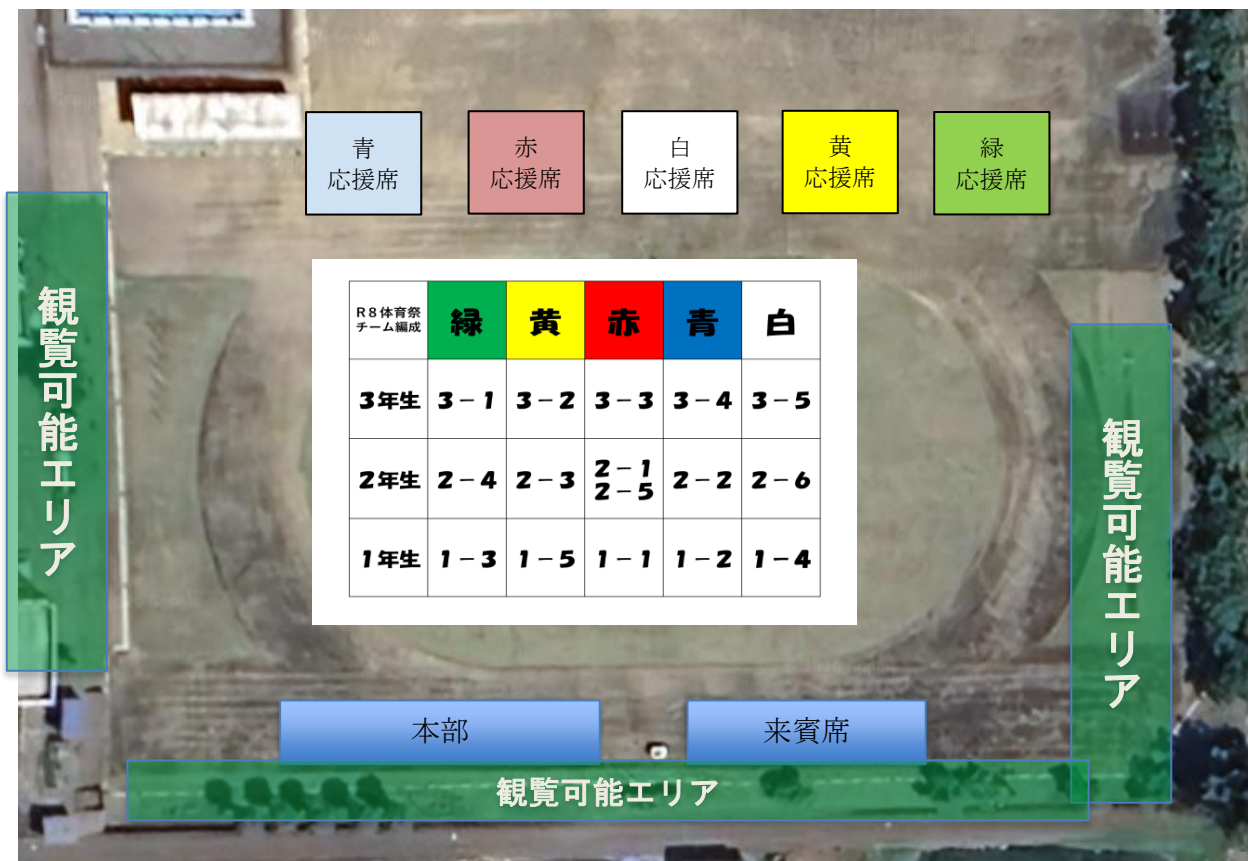 青
応援席
赤
応援席
白
応援席
黄
応援席
緑
応援席
観覧可能エリア
R8体育祭
チーム編成
緑 黄 赤 青 白
3年生 3-1 3-2 3-3 3-4 3-5
2年生 2-4 2-3 2-1 2-5 2-2 2-6
1年生 1-3 1-5 1-1 1-2 1-4
観覧可能エリア
本部
来賓席
観覧可能エリア